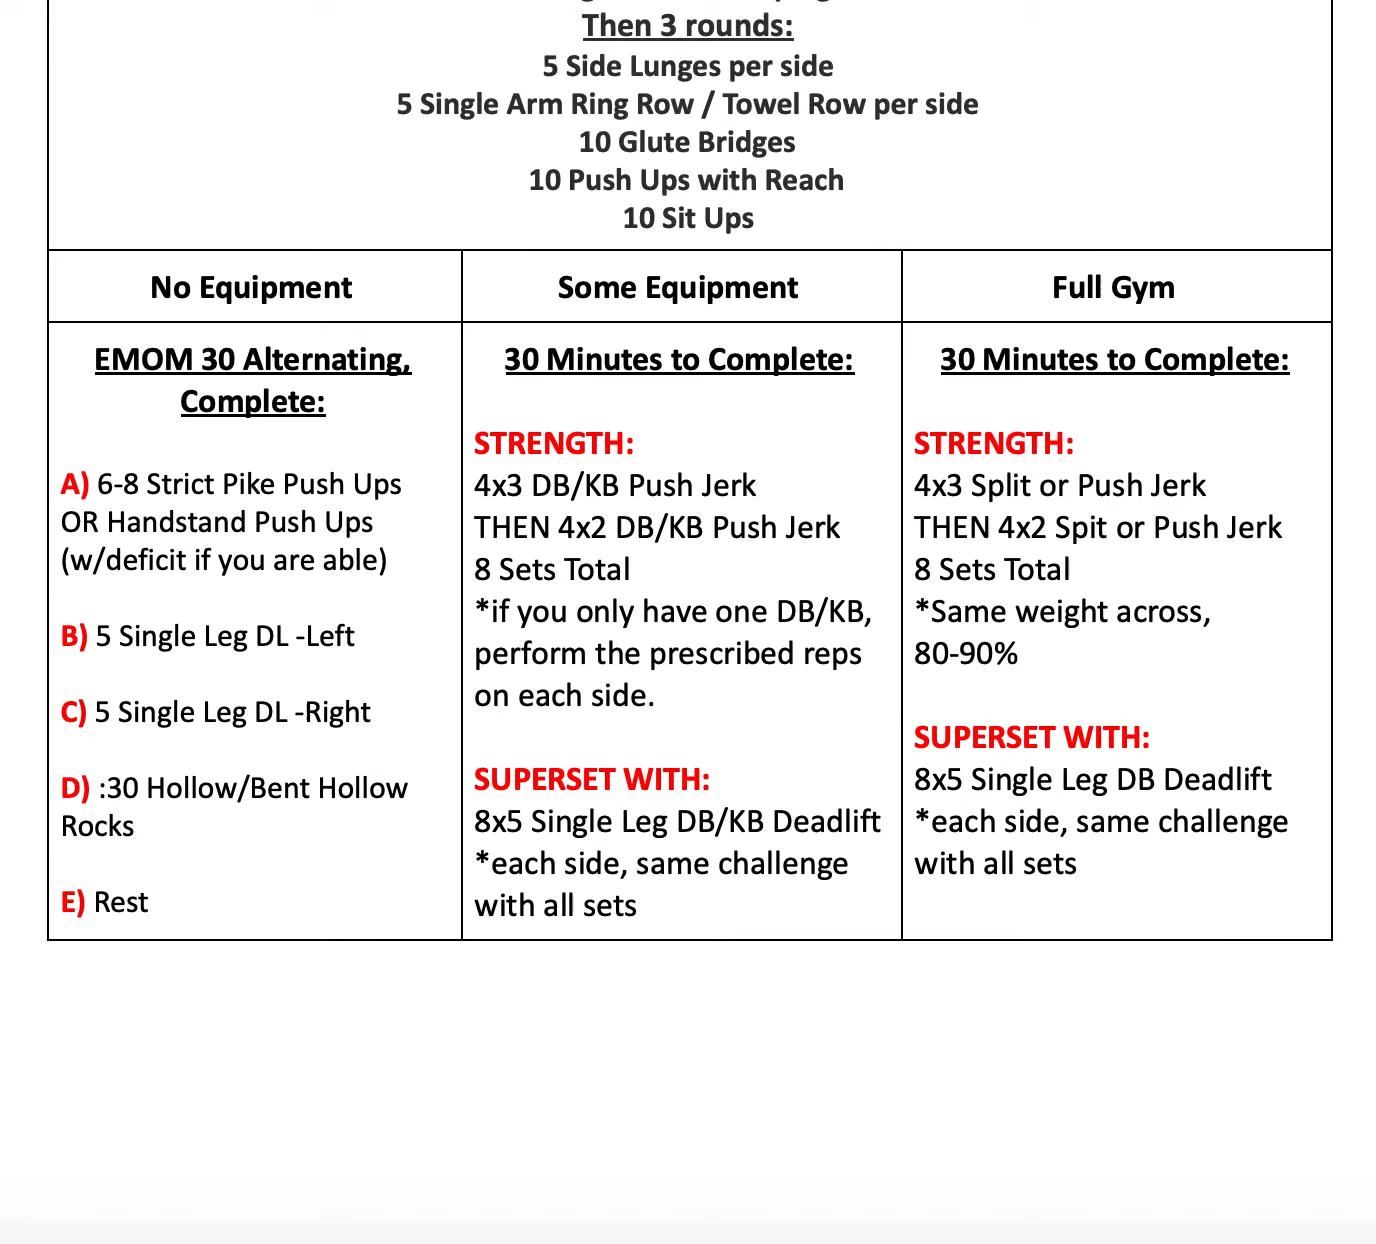 Then 3 rounds:
5 Side Lunges per side
5 Single Arm Ring Row / Towel Row per side
10 Glute Bridges
10 Push Ups with Reach
10 Sit Ups
No Equipment
Some Equipment
Full Gym
EMOM 30 Alternating,
Complete:
A) 6-8 Strict Pike Push Ups
OR Handstand Push Ups
(w/deficit if you are able)
B) 5 Single Leg DL -Left
C) 5 Single Leg DL -Right
D) :30 Hollow/Bent Hollow
Rocks
E) Rest
30 Minutes to Complete:
STRENGTH:
4x3 DB/KB Push Jerk
THEN 4x2 DB/KB Push Jerk
8 Sets Total
*if you only have one DB/KB,
perform the prescribed reps
on each side.
SUPERSET WITH:
8x5 Single Leg DB/KB Deadlift
*each side, same challenge
with all sets
30 Minutes to Complete:
STRENGTH:
4x3 Split or Push Jerk
THEN 4x2 Spit or Push Jerk
8 Sets Total
*Same weight across,
80-90%
SUPERSET WITH:
8x5 Single Leg DB Deadlift
*each side, same challenge
with all sets